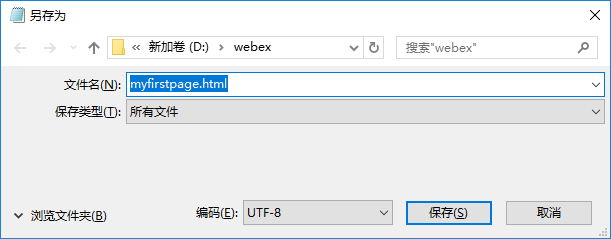 另存为
« 新加卷 (D:) › webex
搜索"webex"
文件名(N): myfirstpage.html
保存类型(T): 所有文件
浏览文件夹(B)
编码(E): UTF-8
保存(S)
取消